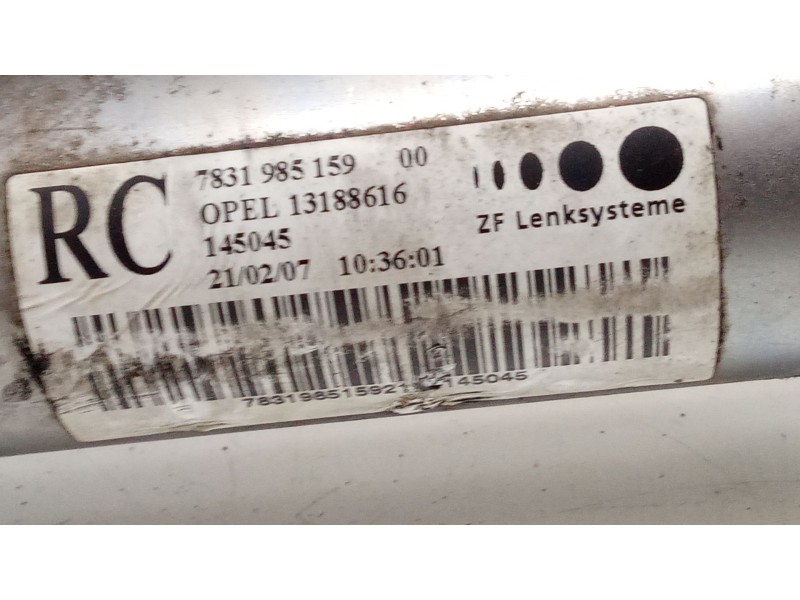 RC
7831 985 159 00
OPEL 13188616
145045
21/02/07 10:36:01
ZF Lenksysteme